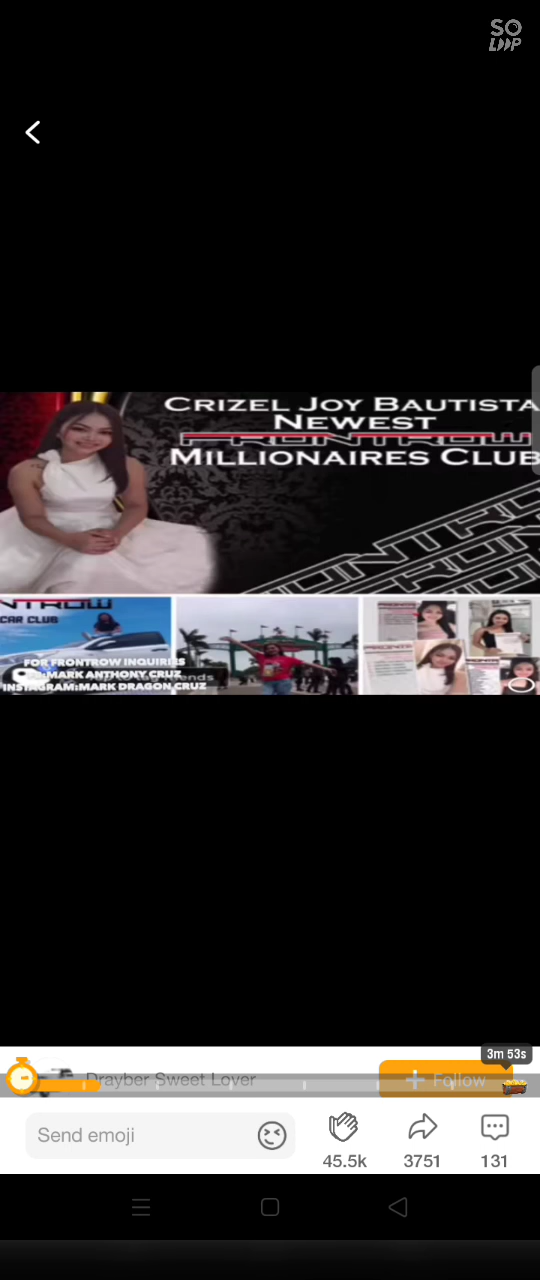 SO
LOOP
CRIZEL JOY BAUTISTA
NEWEST
FRONTROW
MILLIONAIRES CLUB
CAR CLUB
FOR FRONTROW INQUIRIES
MARK ANTHONY CRUZ
INSTAGRAM:MARK DRAGON CRUZ
3m 53s
Drayber Sweet Lover
+ Follow
Send emoji
45.5k
3751
131